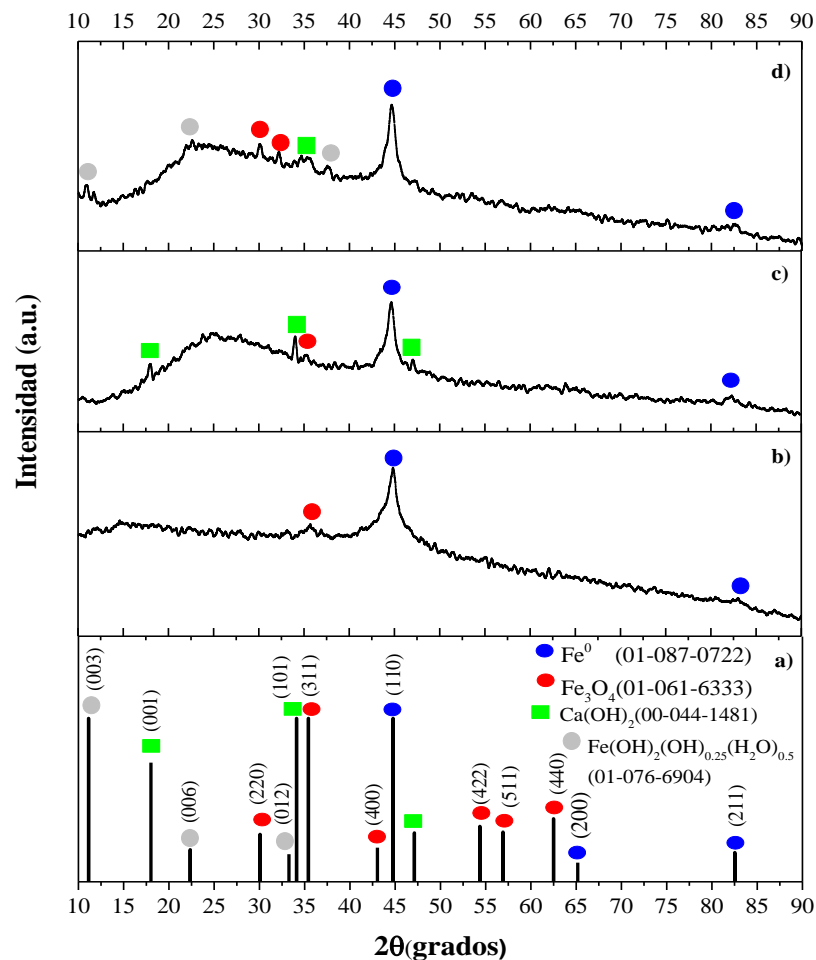 10 15 20 25 30 35 40 45 50 55 60 65 70 75 80 85 90
d)
c)
b)
a)
Intensidad (a.u.)
Fe⁰ (01-087-0722)
Fe₃O₄(01-061-6333)
Ca(OH)₂(00-044-1481)
Fe(OH)₂(OH)₀.₂₅(H₂O)₀.₅
(01-076-6904)
(003)
(001)
(006)
(220)
(012)
(101)
(311)
(400)
(110)
(422)
(511)
(440)
(200)
(211)
10 15 20 25 30 35 40 45 50 55 60 65 70 75 80 85 90
2θ(grados)